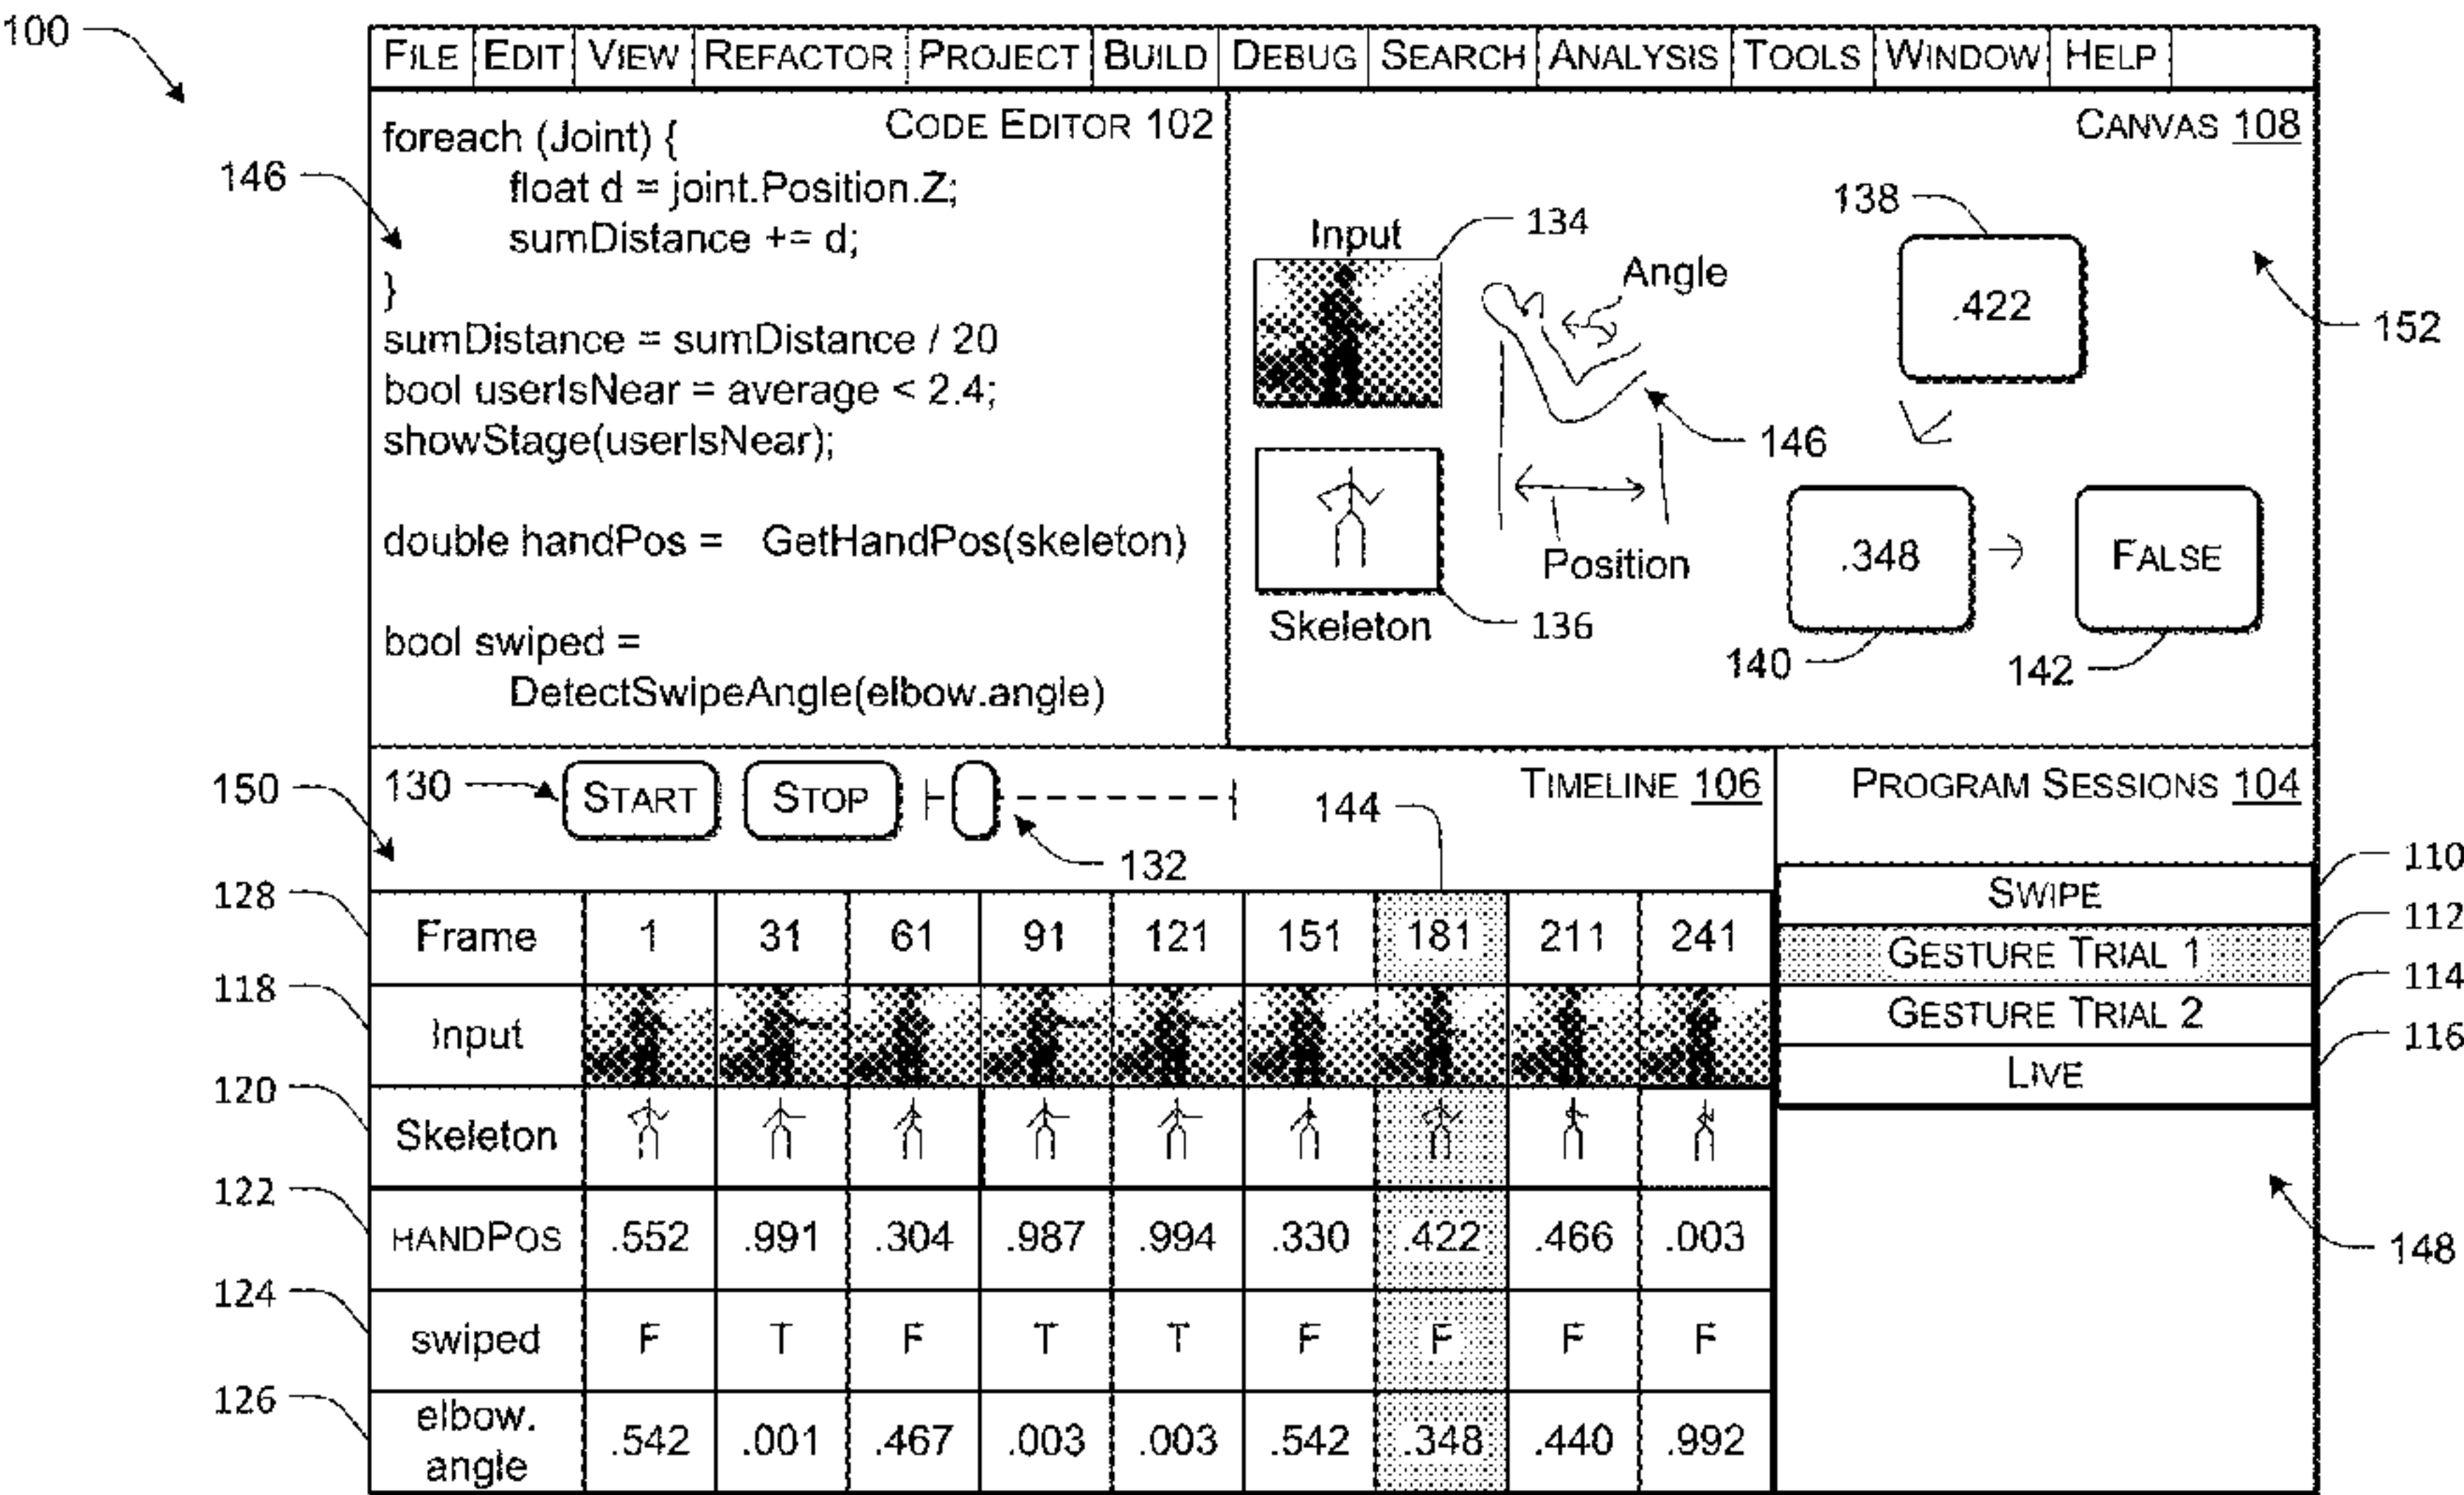 100
FILE EDIT VIEW REFACTOR PROJECT BUILD DEBUG SEARCH ANALYSIS TOOLS WINDOW HELP
CODE EDITOR 102
foreach (Joint) {
float d = joint.Position.Z;
sumDistance += d;
}
sumDistance = sumDistance / 20
bool userIsNear = average < 2.4;
showStage(userIsNear);
double handPos = GetHandPos(skeleton)
bool swiped =
DetectSwipeAngle(elbow.angle)
146
CANVAS 108
Input
134
Angle
138
.422
152
146
Position
Skeleton
136
.348
140
FALSE
142
150
130
START STOP
132
TIMELINE 106
144
128
Frame 1 31 61 91 121 151 181 211 241
118
Input
120
Skeleton
122
HANDPOS .552 .991 .304 .987 .994 .330 .422 .466 .003
124
swiped F T F T T F F F F
126
elbow.
angle .542 .001 .467 .003 .003 .542 .348 .440 .992
PROGRAM SESSIONS 104
SWIPE
110
GESTURE TRIAL 1
112
GESTURE TRIAL 2
114
LIVE
116
148